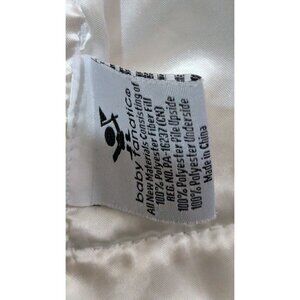 baby fanatic®
All New Materials Consisting of
100% Polyester Fiber Fill
REG. NO. PA-16237 (CN)
100% Polyester Pile Upside
100% Polyester Underside
Made in China